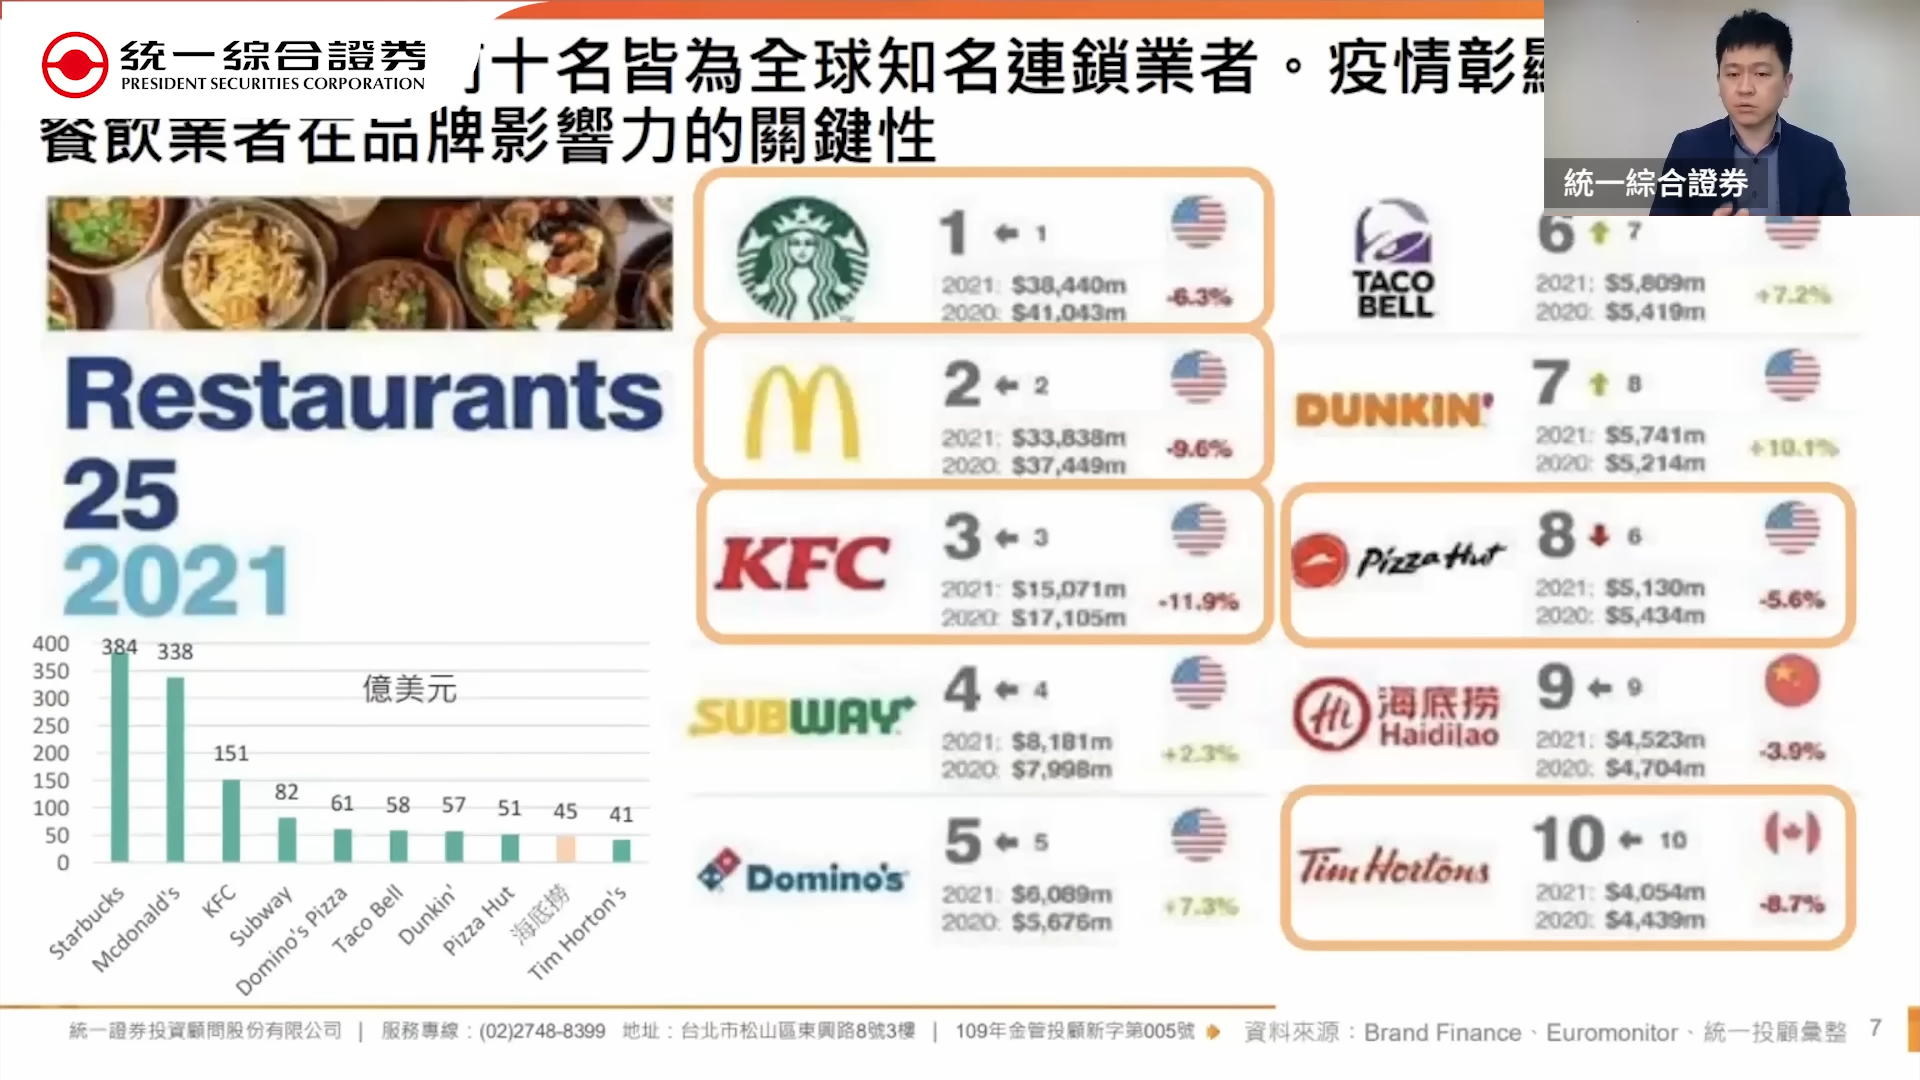 統一綜合證券
PRESIDENT SECURITIES CORPORATION
十名皆為全球知名連鎖業者。疫情彰
餐飲業者在品牌影響力的關鍵性
統一綜合證券
Restaurants
25
2021
億美元
400
350
300
250
200
150
100
50
0
384
338
151
82
61
58
57
51
45
41
Starbucks
Mcdonald's
KFC
Subway
Domino's Pizza
Taco Bell
Dunkin'
Pizza Hut
海底撈
Tim Horton's
1 1
2021: $38,440m
2020: $41,043m
-6.3%
2 2
2021: $33,838m
2020: $37,449m
-9.6%
KFC
3 3
2021: $15,071m
2020: $17,105m
-11.9%
SUBWAY
4 4
2021: $8,181m
2020: $7,998m
+2.3%
Domino's
5 5
2021: $6,089m
2020: $5,676m
+7.3%
TACO
BELL
6 7
2021: $5,809m
2020: $5,419m
+7.2%
DUNKIN'
7 8
2021: $5,741m
2020: $5,214m
+10.1%
Pizza Hut
8 6
2021: $5,130m
2020: $5,434m
-5.6%
Hi 海底捞
Haidilao
9 9
2021: $4,523m
2020: $4,704m
-3.9%
Tim Hortons
10 10
2021: $4,054m
2020: $4,439m
-8.7%
統一證券投資顧問股份有限公司 | 服務專線：(02)2748-8399 地址：台北市松山區東興路8號3樓 | 109年金管投顧新字第005號
資料來源：Brand Finance、Euromonitor、統一投顧彙整
7